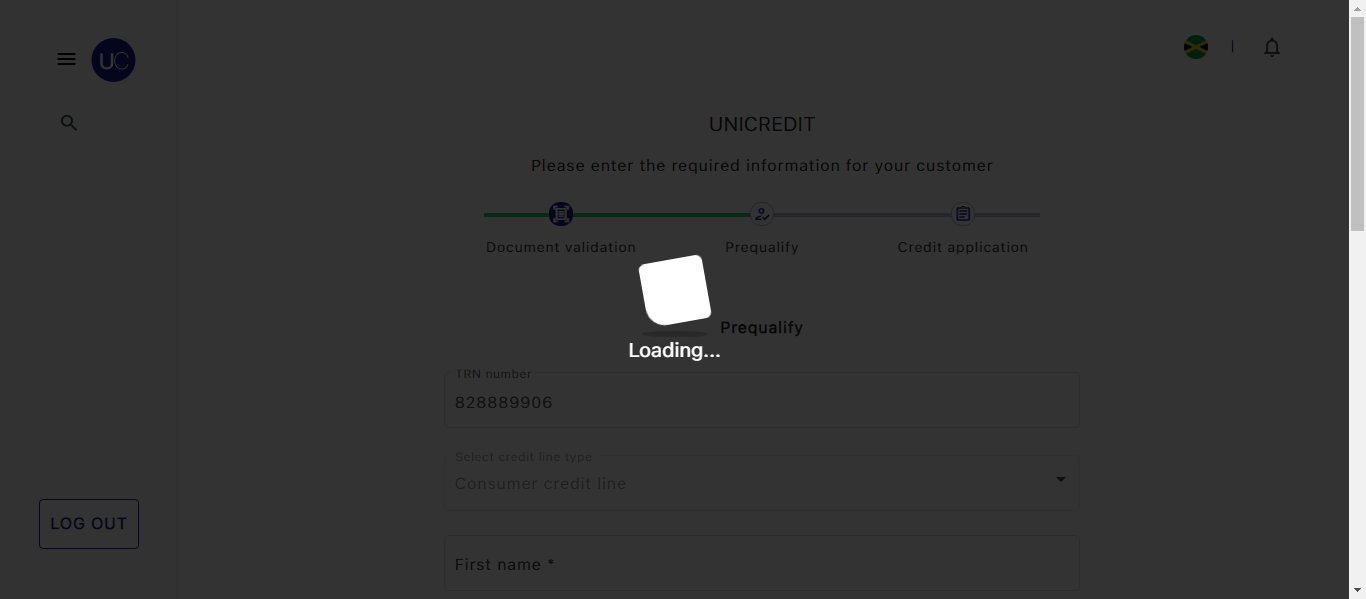 UC
UNICREDIT
Please enter the required information for your customer
Document validation
Prequalify
Credit application
Prequalify
Loading...
TRN number
828889906
Select credit line type
Consumer credit line
LOG OUT
First name *